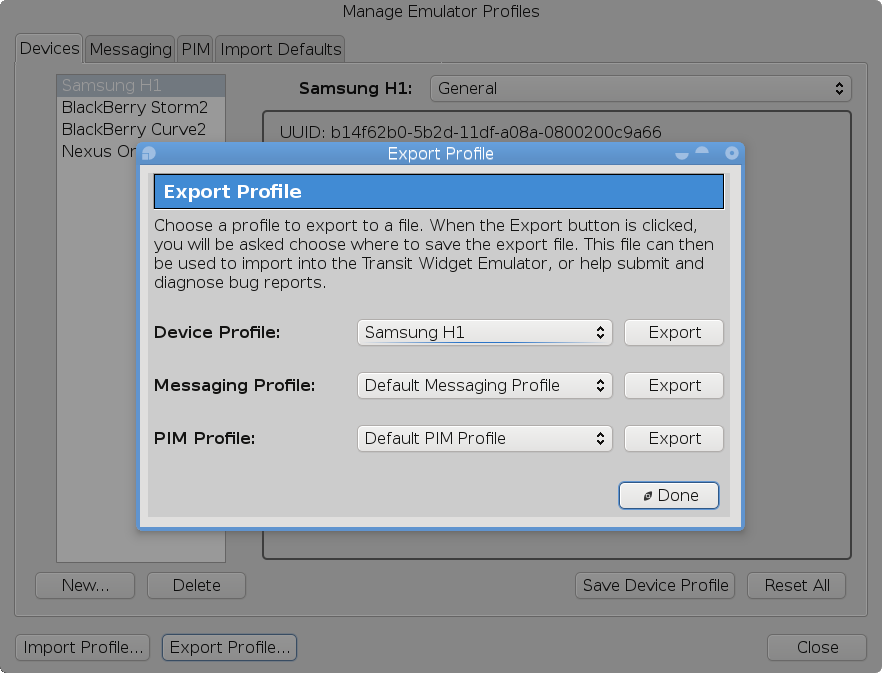 Manage Emulator Profiles
Devices Messaging PIM Import Defaults
Samsung H1
Samsung H1: General
BlackBerry Storm2
BlackBerry Curve2
UUID: b14f62b0-5b2d-11df-a08a-0800200c9a66
Nexus
Export Profile
Export Profile
Choose a profile to export to a file. When the Export button is clicked,
you will be asked choose where to save the export file. This file can then
be used to import into the Transit Widget Emulator, or help submit and
diagnose bug reports.
Device Profile: Samsung H1 Export
Messaging Profile: Default Messaging Profile Export
PIM Profile: Default PIM Profile Export
Done
New... Delete Save Device Profile Reset All
Import Profile... Export Profile... Close